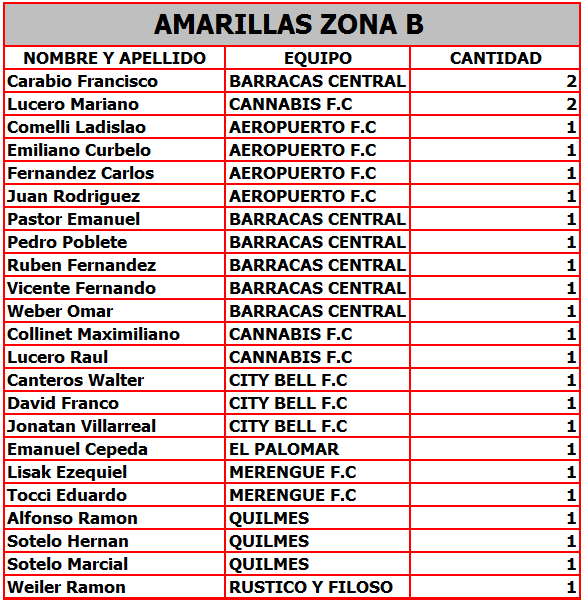 AMARILLAS ZONA B
NOMBRE Y APELLIDO EQUIPO CANTIDAD
Carabio Francisco BARRACAS CENTRAL 2
Lucero Mariano CANNABIS F.C 2
Comelli Ladislao AEROPUERTO F.C 1
Emiliano Curbelo AEROPUERTO F.C 1
Fernandez Carlos AEROPUERTO F.C 1
Juan Rodriguez AEROPUERTO F.C 1
Pastor Emanuel BARRACAS CENTRAL 1
Pedro Poblete BARRACAS CENTRAL 1
Ruben Fernandez BARRACAS CENTRAL 1
Vicente Fernando BARRACAS CENTRAL 1
Weber Omar BARRACAS CENTRAL 1
Collinet Maximiliano CANNABIS F.C 1
Lucero Raul CANNABIS F.C 1
Canteros Walter CITY BELL F.C 1
David Franco CITY BELL F.C 1
Jonatan Villarreal CITY BELL F.C 1
Emanuel Cepeda EL PALOMAR 1
Lisak Ezequiel MERENGUE F.C 1
Tocci Eduardo MERENGUE F.C 1
Alfonso Ramon QUILMES 1
Sotelo Hernan QUILMES 1
Sotelo Marcial QUILMES 1
Weiler Ramon RUSTICO Y FILOSO 1